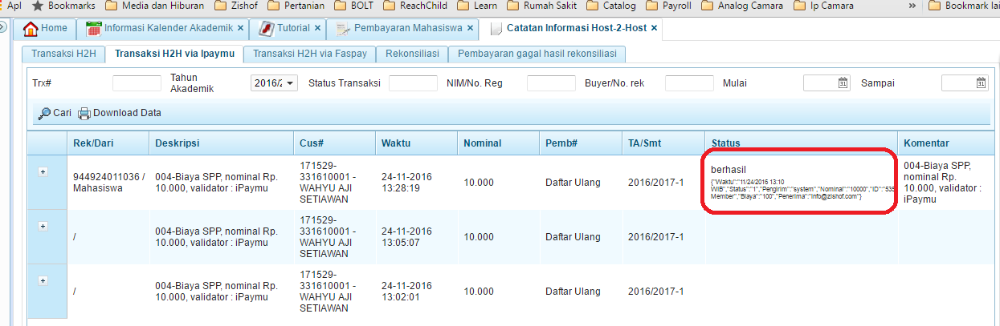 Apl Bookmarks Media dan Hiburan Zishof Pertanian BOLT ReachChild Learn Rumah Sakit Catalog Payroll Analog Camara Ip Camara » Bookmark lai
Home Informasi Kalender Akademik × Tutorial × Pembayaran Mahasiswa × Catatan Informasi Host-2-Host ×
Transaksi H2H Transaksi H2H via Ipaymu Transaksi H2H via Faspay Rekonsiliasi Pembayaran gagal hasil rekonsiliasi
Trx# Tahun Akademik 2016/2 Status Transaksi NIM/No. Reg Buyer/No. rek Mulai Sampai
Cari Download Data
Rek/Dari Deskripsi Cus# Waktu Nominal Pemb# TA/Smt Status Komentar
944924011036 /
Mahasiswa
004-Biaya SPP, nominal Rp.
10.000, validator : iPaymu
171529-
331610001 -
WAHYU AJI
SETIAWAN
24-11-2016
13:28:19
10.000
Daftar Ulang
2016/2017-1
berhasil
{"Waktu":"11/24/2016 13:10
WIB","Status":"1","Pengirim":"system","Nominal":"10000","ID":"535
Member","Biaya":"100","Penerima":"info@zishof.com"}
004-Biaya SPP,
nominal Rp.
10.000, validator :
iPaymu
/
004-Biaya SPP, nominal Rp.
10.000, validator : iPaymu
171529-
331610001 -
WAHYU AJI
SETIAWAN
24-11-2016
13:05:07
10.000
Daftar Ulang
2016/2017-1
/
004-Biaya SPP, nominal Rp.
10.000, validator : iPaymu
171529-
331610001 -
WAHYU AJI
SETIAWAN
24-11-2016
13:02:01
10.000
Daftar Ulang
2016/2017-1